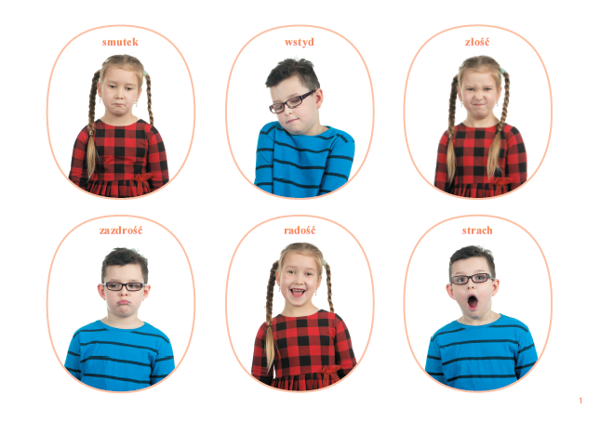 smutek
wstyd
złość
zazdrość
radość
strach
1